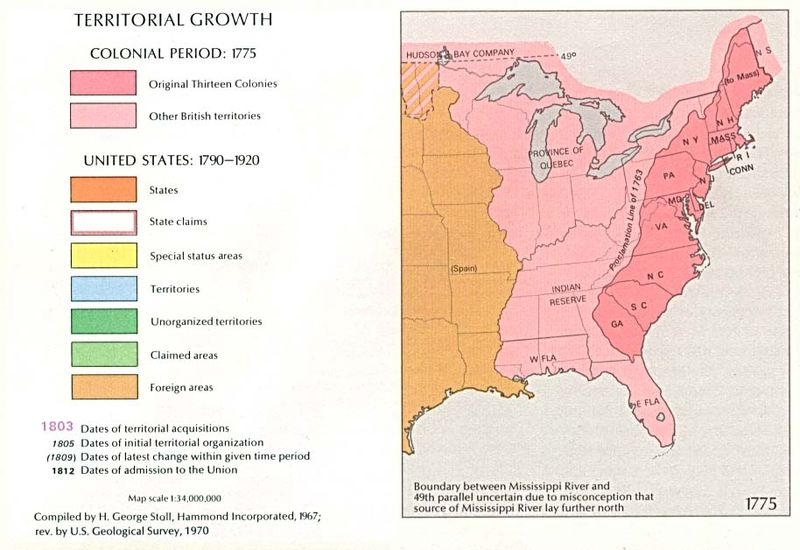 TERRITORIAL GROWTH
COLONIAL PERIOD: 1775
Original Thirteen Colonies
Other British territories
UNITED STATES: 1790–1920
States
State claims
Special status areas
Territories
Unorganized territories
Claimed areas
Foreign areas
1803 Dates of territorial acquisitions
1805 Dates of initial territorial organization
(1809) Dates of latest change within given time period
1812 Dates of admission to the Union
Map scale 1:34,000,000
Compiled by H. George Stoll, Hammond Incorporated, 1967;
rev. by U.S. Geological Survey, 1970
HUDSON BAY COMPANY
49°
N S
(to Mass)
N H
MASS
N Y
R I
CONN
PROVINCE OF
QUEBEC
PA
N J
MD
DEL
VA
Proclamation Line of 1763
(Spain)
N C
INDIAN
RESERVE
S C
GA
W FLA
E FLA
Boundary between Mississippi River and
49th parallel uncertain due to misconception that
source of Mississippi River lay further north
1775